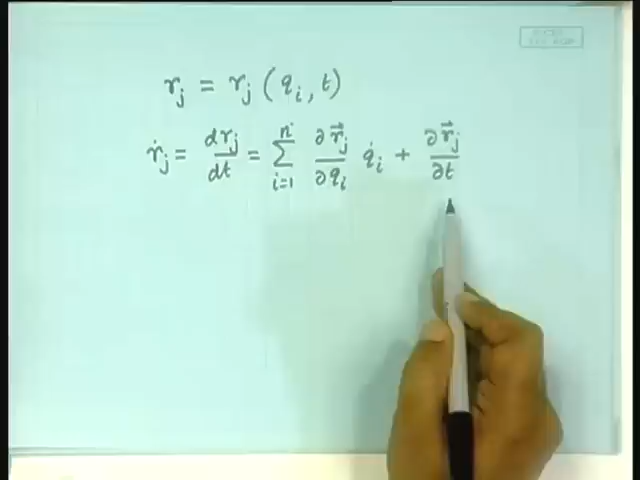 r_j = r_j (q_i, t)
ṙ_j = dr_j/dt = Σ_{i=1}^{n} ∂r⃗_j/∂q_i q̇_i + ∂r⃗_j/∂t